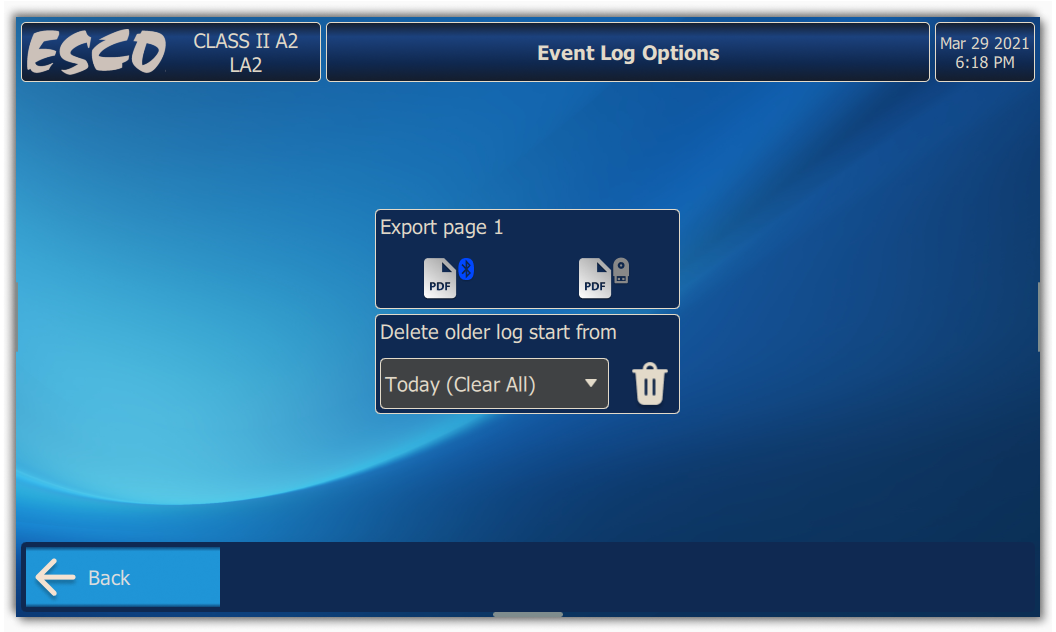 ESCO
CLASS II A2
LA2
Event Log Options
Mar 29 2021
6:18 PM
Export page 1
PDF
PDF
Delete older log start from
Today (Clear All)
Back